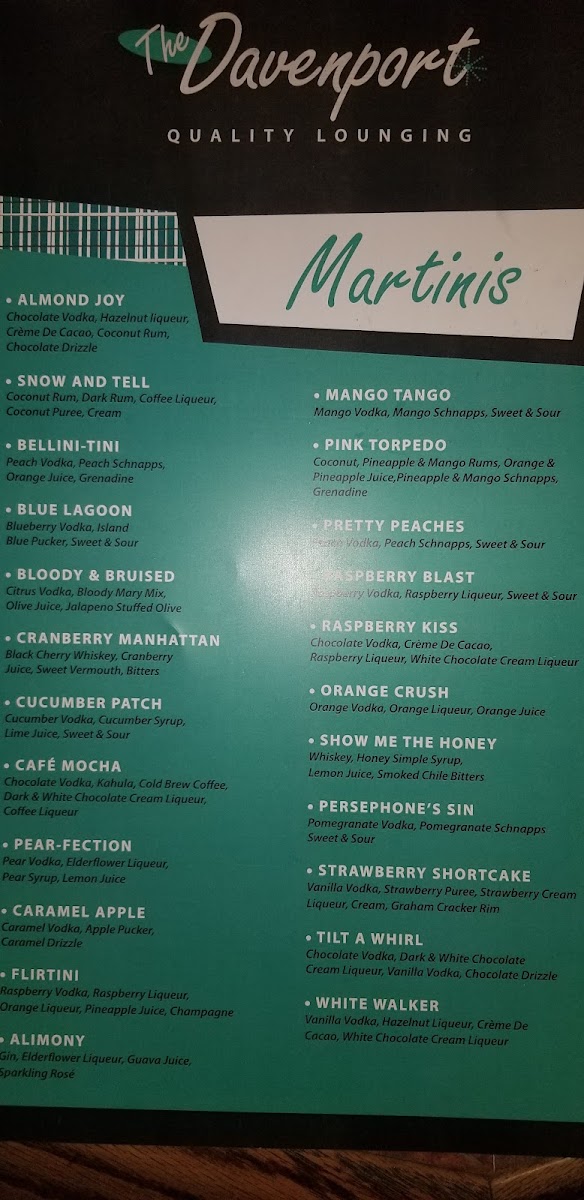 The Davenport
QUALITY LOUNGING
Martinis
• ALMOND JOY
Chocolate Vodka, Hazelnut liqueur,
Crème De Cacao, Coconut Rum,
Chocolate Drizzle
• SNOW AND TELL
Coconut Rum, Dark Rum, Coffee Liqueur,
Coconut Puree, Cream
• BELLINI-TINI
Peach Vodka, Peach Schnapps,
Orange Juice, Grenadine
• BLUE LAGOON
Blueberry Vodka, Island
Blue Pucker, Sweet & Sour
• BLOODY & BRUISED
Citrus Vodka, Bloody Mary Mix,
Olive Juice, Jalapeno Stuffed Olive
• CRANBERRY MANHATTAN
Black Cherry Whiskey, Cranberry
Juice, Sweet Vermouth, Bitters
• CUCUMBER PATCH
Cucumber Vodka, Cucumber Syrup,
Lime Juice, Sweet & Sour
• CAFÉ MOCHA
Chocolate Vodka, Kahula, Cold Brew Coffee,
Dark & White Chocolate Cream Liqueur,
Coffee Liqueur
• PEAR-FECTION
Pear Vodka, Elderflower Liqueur,
Pear Syrup, Lemon Juice
• CARAMEL APPLE
Caramel Vodka, Apple Pucker,
Caramel Drizzle
• FLIRTINI
Raspberry Vodka, Raspberry Liqueur,
Orange Liqueur, Pineapple Juice, Champagne
• ALIMONY
Gin, Elderflower Liqueur, Guava Juice,
Sparkling Rosé
• MANGO TANGO
Mango Vodka, Mango Schnapps, Sweet & Sour
• PINK TORPEDO
Coconut, Pineapple & Mango Rums, Orange &
Pineapple Juice,Pineapple & Mango Schnapps,
Grenadine
• PRETTY PEACHES
Peach Vodka, Peach Schnapps, Sweet & Sour
• RASPBERRY BLAST
Raspberry Vodka, Raspberry Liqueur, Sweet & Sour
• RASPBERRY KISS
Chocolate Vodka, Crème De Cacao,
Raspberry Liqueur, White Chocolate Cream Liqueur
• ORANGE CRUSH
Orange Vodka, Orange Liqueur, Orange Juice
• SHOW ME THE HONEY
Whiskey, Honey Simple Syrup,
Lemon Juice, Smoked Chile Bitters
• PERSEPHONE'S SIN
Pomegranate Vodka, Pomegranate Schnapps
Sweet & Sour
• STRAWBERRY SHORTCAKE
Vanilla Vodka, Strawberry Puree, Strawberry Cream
Liqueur, Cream, Graham Cracker Rim
• TILT A WHIRL
Chocolate Vodka, Dark & White Chocolate
Cream Liqueur, Vanilla Vodka, Chocolate Drizzle
• WHITE WALKER
Vanilla Vodka, Hazelnut Liqueur, Crème De
Cacao, White Chocolate Cream Liqueur